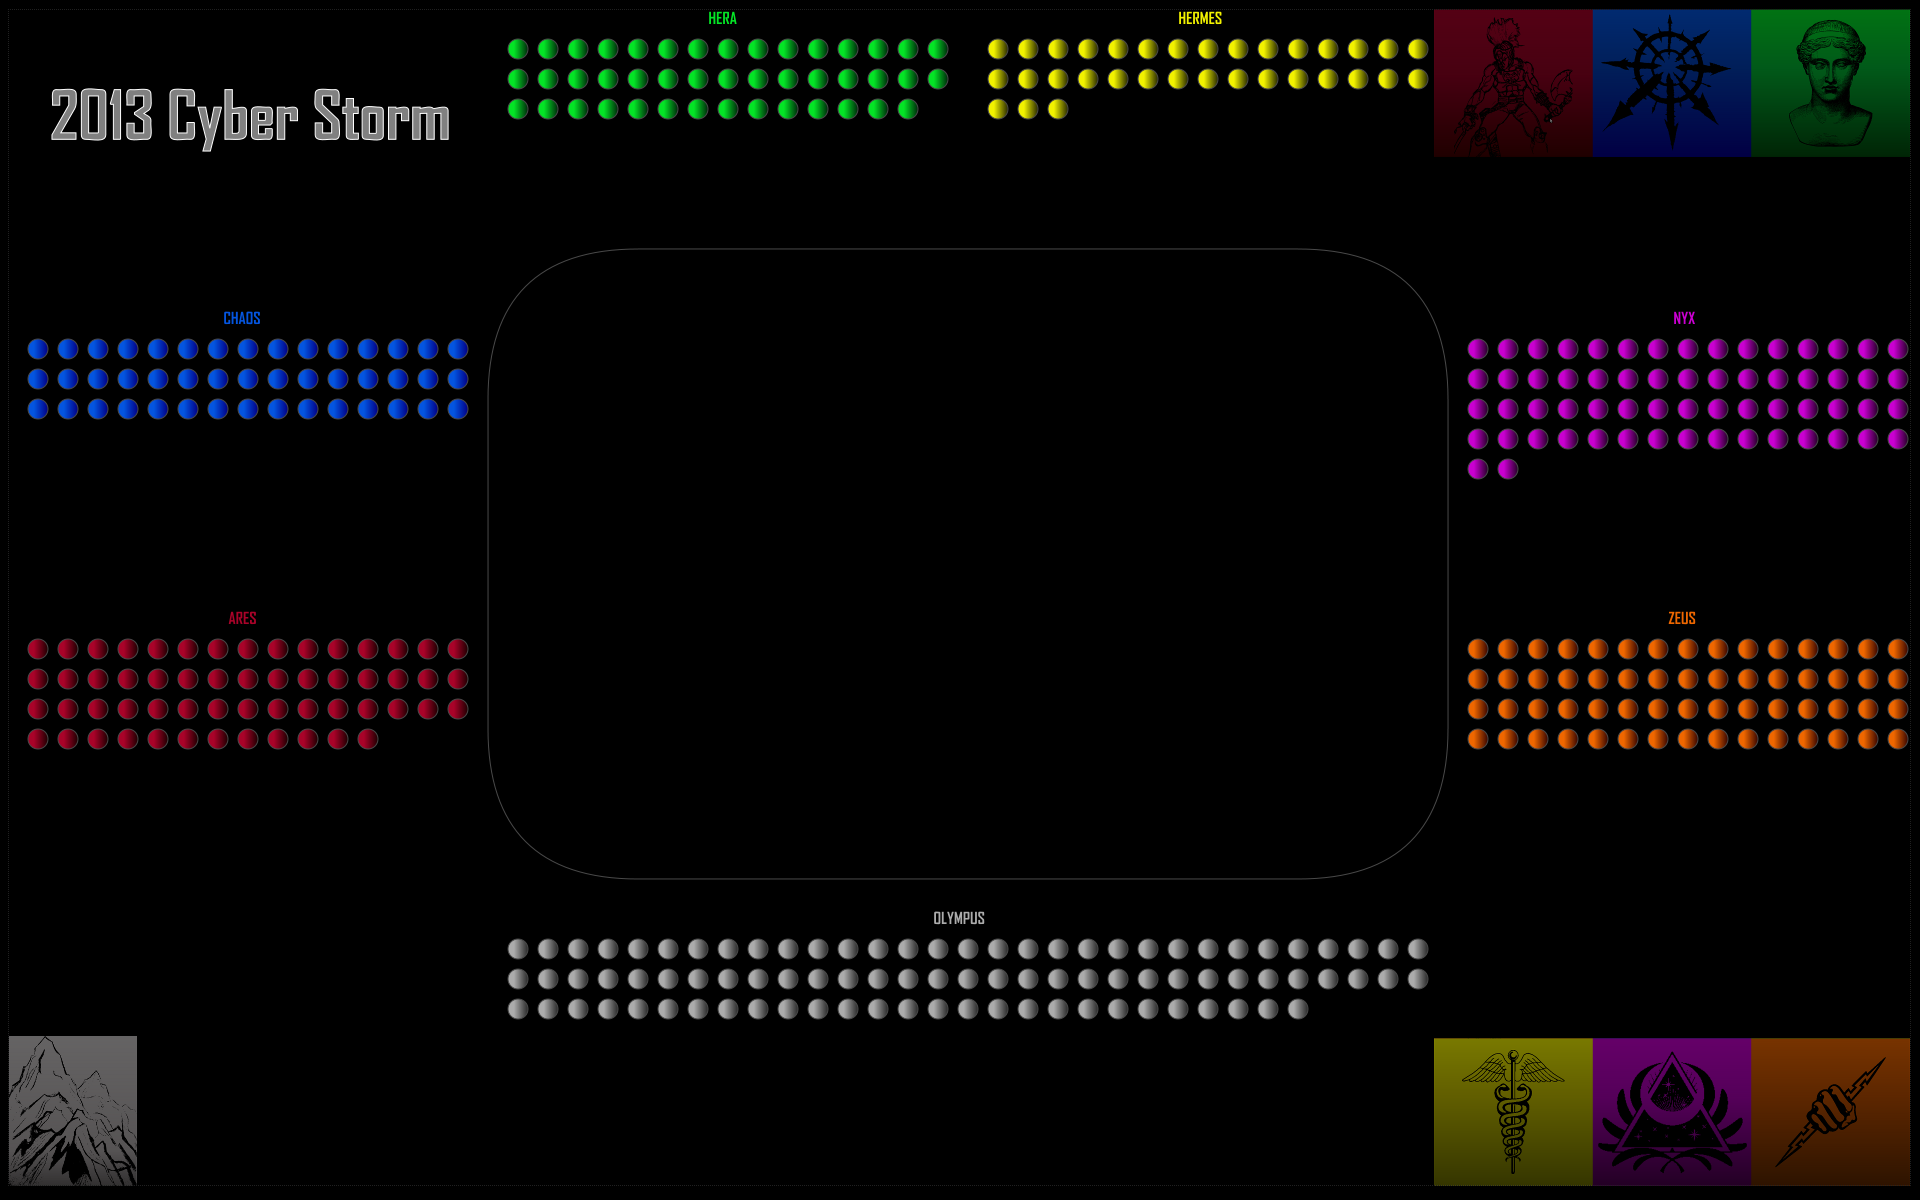 HERA
HERMES
2013 Cyber Storm
CHAOS
NYX
ARES
ZEUS
OLYMPUS